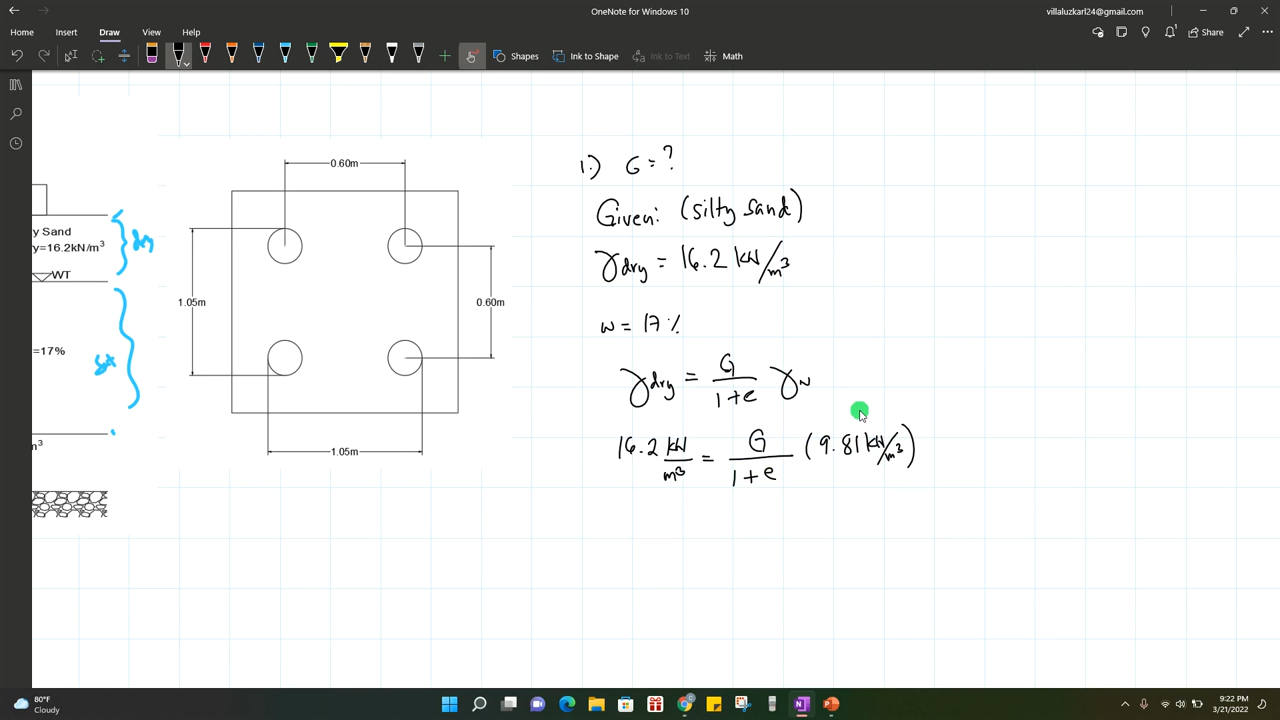 OneNote for Windows 10
villaluzkarl24@gmail.com
Home Insert Draw View Help
Share
Shapes Ink to Shape Ink to Text Math
0.60m
1.05m
0.60m
1.05m
y Sand
y=16.2kN/m³
dry
WT
=17%
sat
m³
1.) G = ?
Given: (silty sand)
γdry = 16.2 kN/m³
w = 17 %
γdry = G/1+e γw
16.2 kN/m³ = G/1+e (9.81 kN/m³)
80°F
Cloudy
9:22 PM
3/21/2022